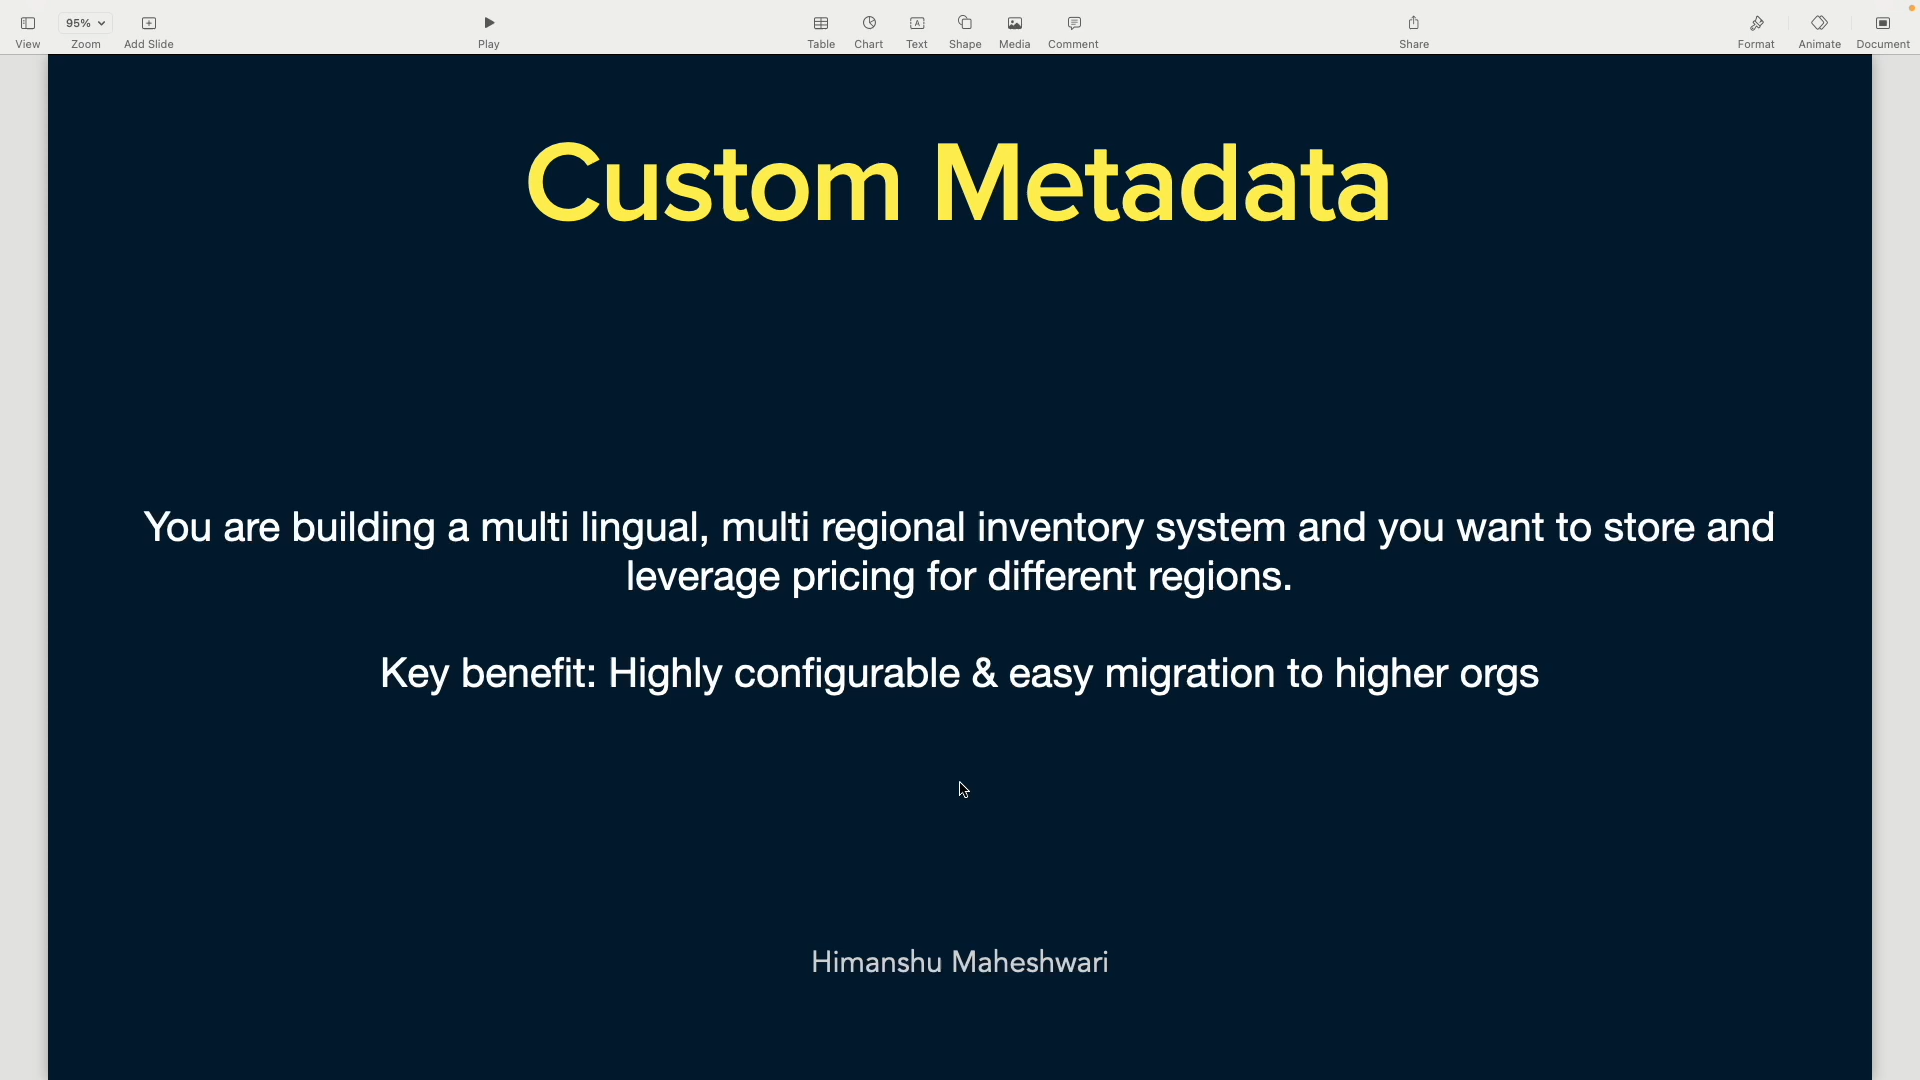 95%
View
Zoom
Add Slide
Play
Table
Chart
Text
Shape
Media
Comment
Share
Format
Animate
Document
Custom Metadata
You are building a multi lingual, multi regional inventory system and you want to store and
leverage pricing for different regions.
Key benefit: Highly configurable & easy migration to higher orgs
Himanshu Maheshwari